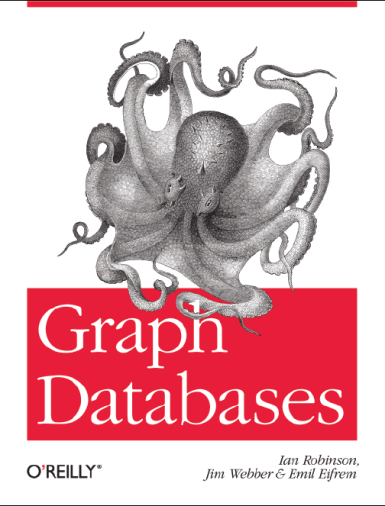 Graph
Databases
O'REILLY®
Ian Robinson,
Jim Webber & Emil Eifrem